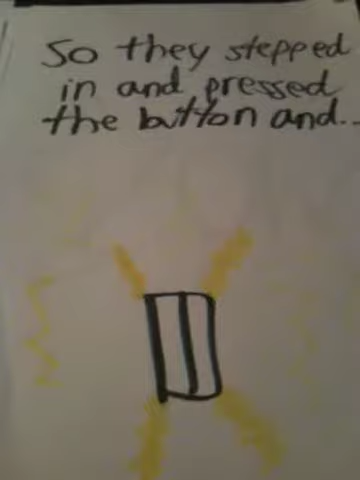 So they stepped
in and pressed
the button and...